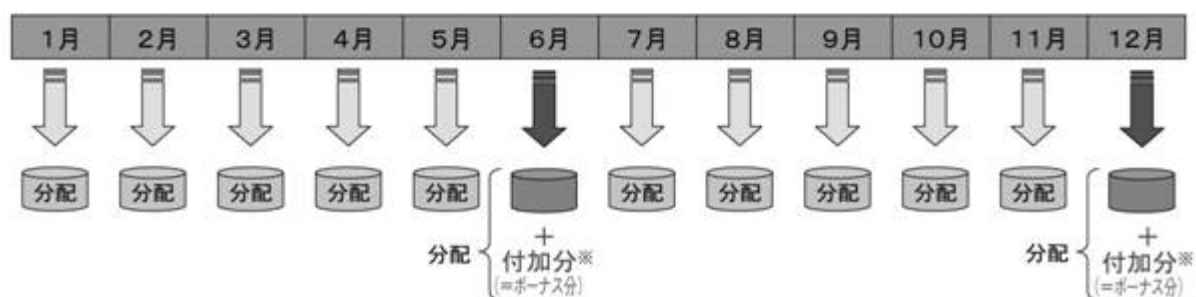 1月 2月 3月 4月 5月 6月 7月 8月 9月 10月 11月 12月
分配 分配 分配 分配 分配 分配 分配 分配 分配 分配
分配 + 付加分※ (=ボーナス分)
分配 + 付加分※ (=ボーナス分)